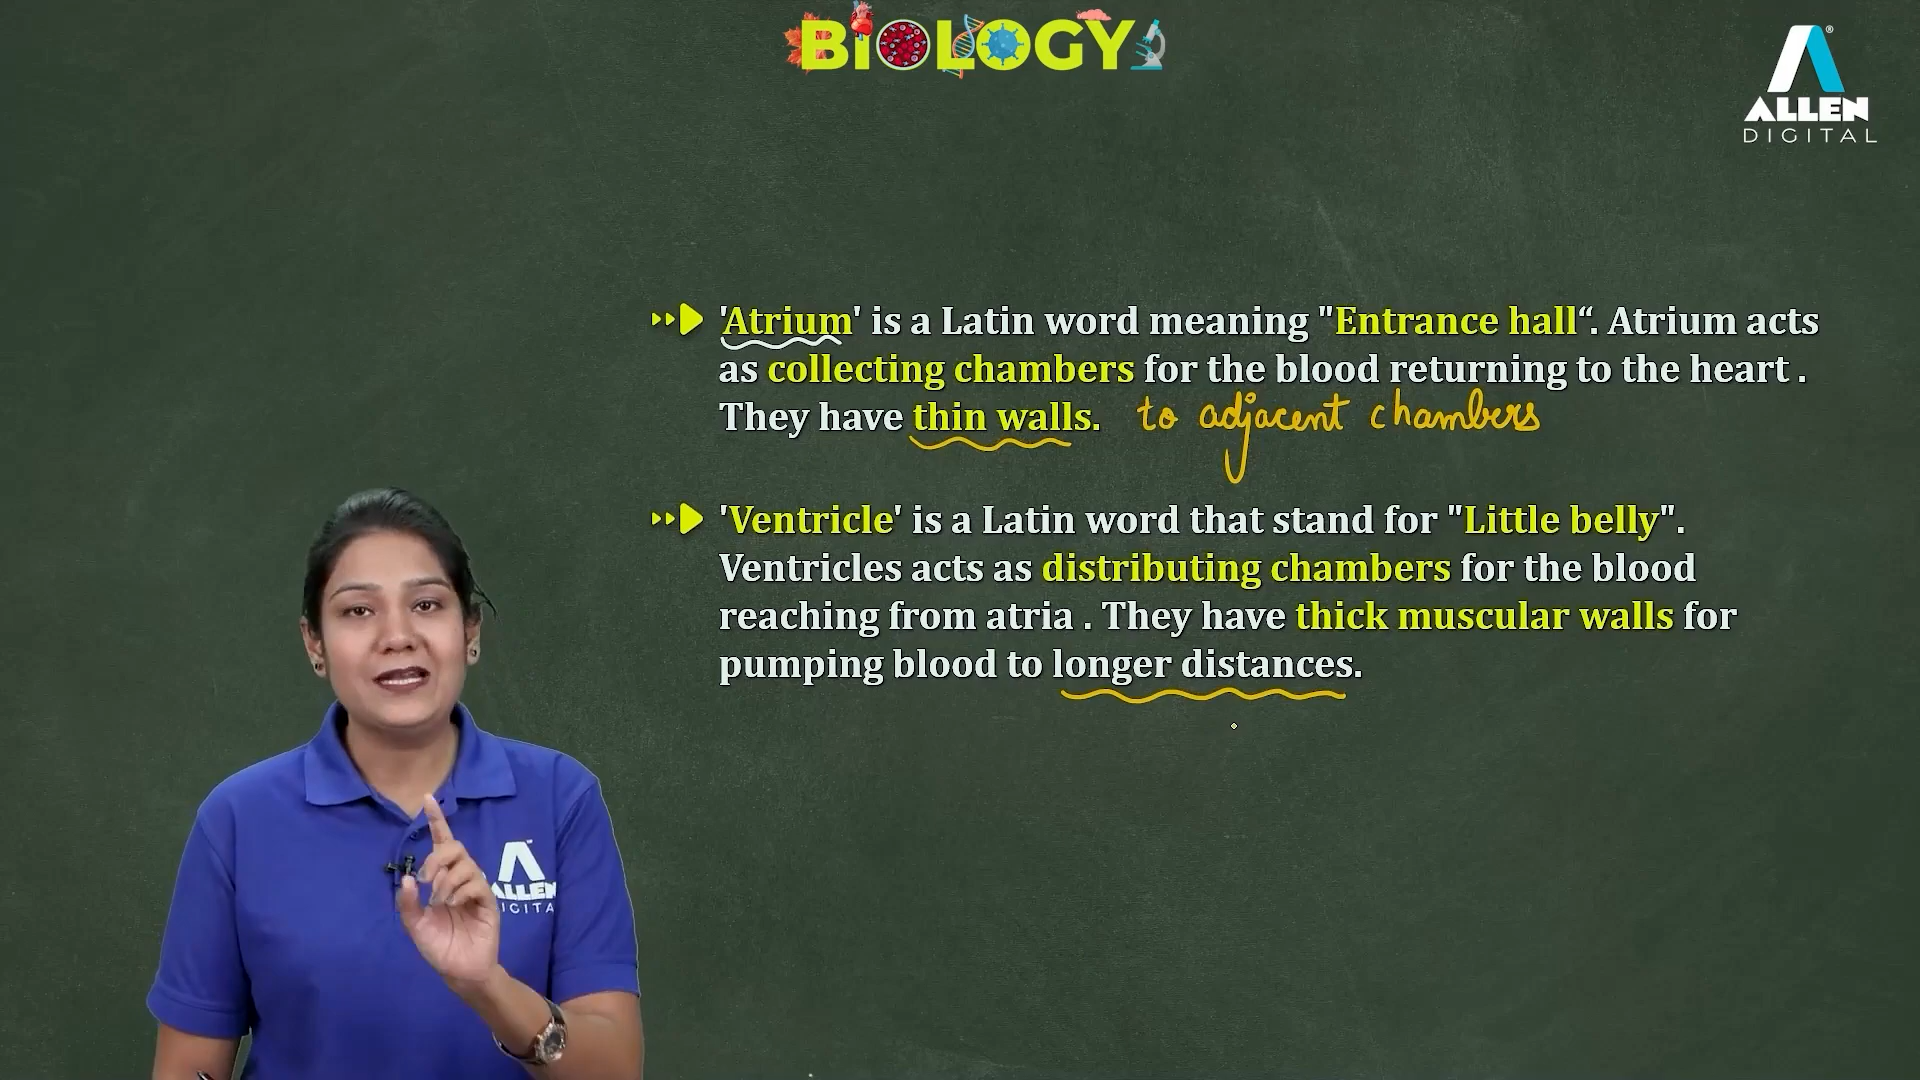 BIOLOGY
ALLEN
DIGITAL
'Atrium' is a Latin word meaning "Entrance hall“. Atrium acts
as collecting chambers for the blood returning to the heart .
They have thin walls. to adjacent chambers
'Ventricle' is a Latin word that stand for "Little belly".
Ventricles acts as distributing chambers for the blood
reaching from atria . They have thick muscular walls for
pumping blood to longer distances.
ALLEN
IGITA